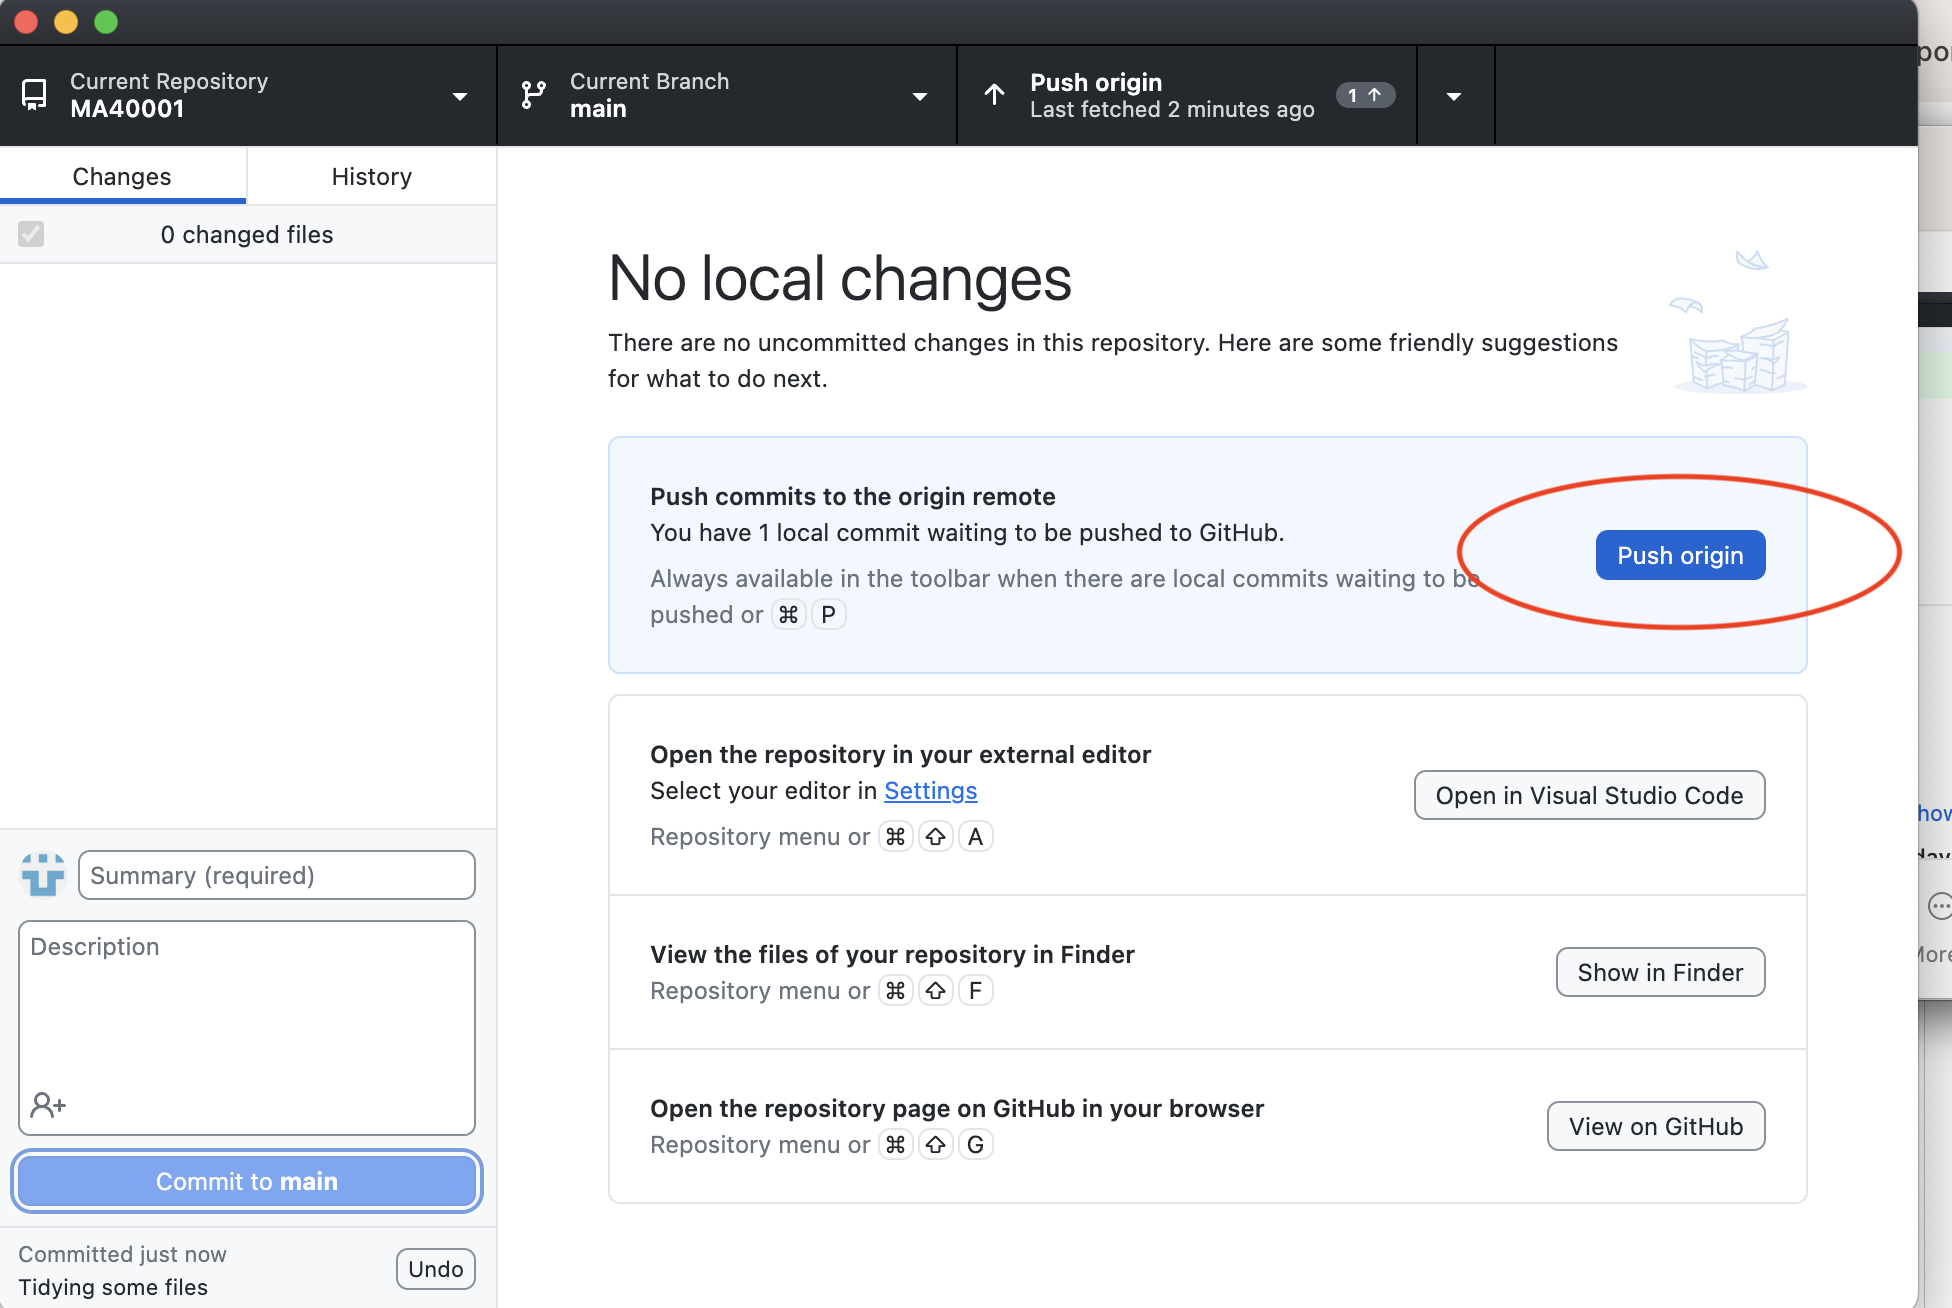 Current Repository
MA40001
Current Branch
main
Push origin
Last fetched 2 minutes ago
1 ↑
Changes
History
0 changed files
No local changes
There are no uncommitted changes in this repository. Here are some friendly suggestions
for what to do next.
Push commits to the origin remote
You have 1 local commit waiting to be pushed to GitHub.
Always available in the toolbar when there are local commits waiting to be
pushed or ⌘ P
Push origin
Open the repository in your external editor
Select your editor in Settings
Repository menu or ⌘ ⇧ A
Open in Visual Studio Code
View the files of your repository in Finder
Repository menu or ⌘ ⇧ F
Show in Finder
Open the repository page on GitHub in your browser
Repository menu or ⌘ ⇧ G
View on GitHub
Summary (required)
Description
Commit to main
Committed just now
Tidying some files
Undo